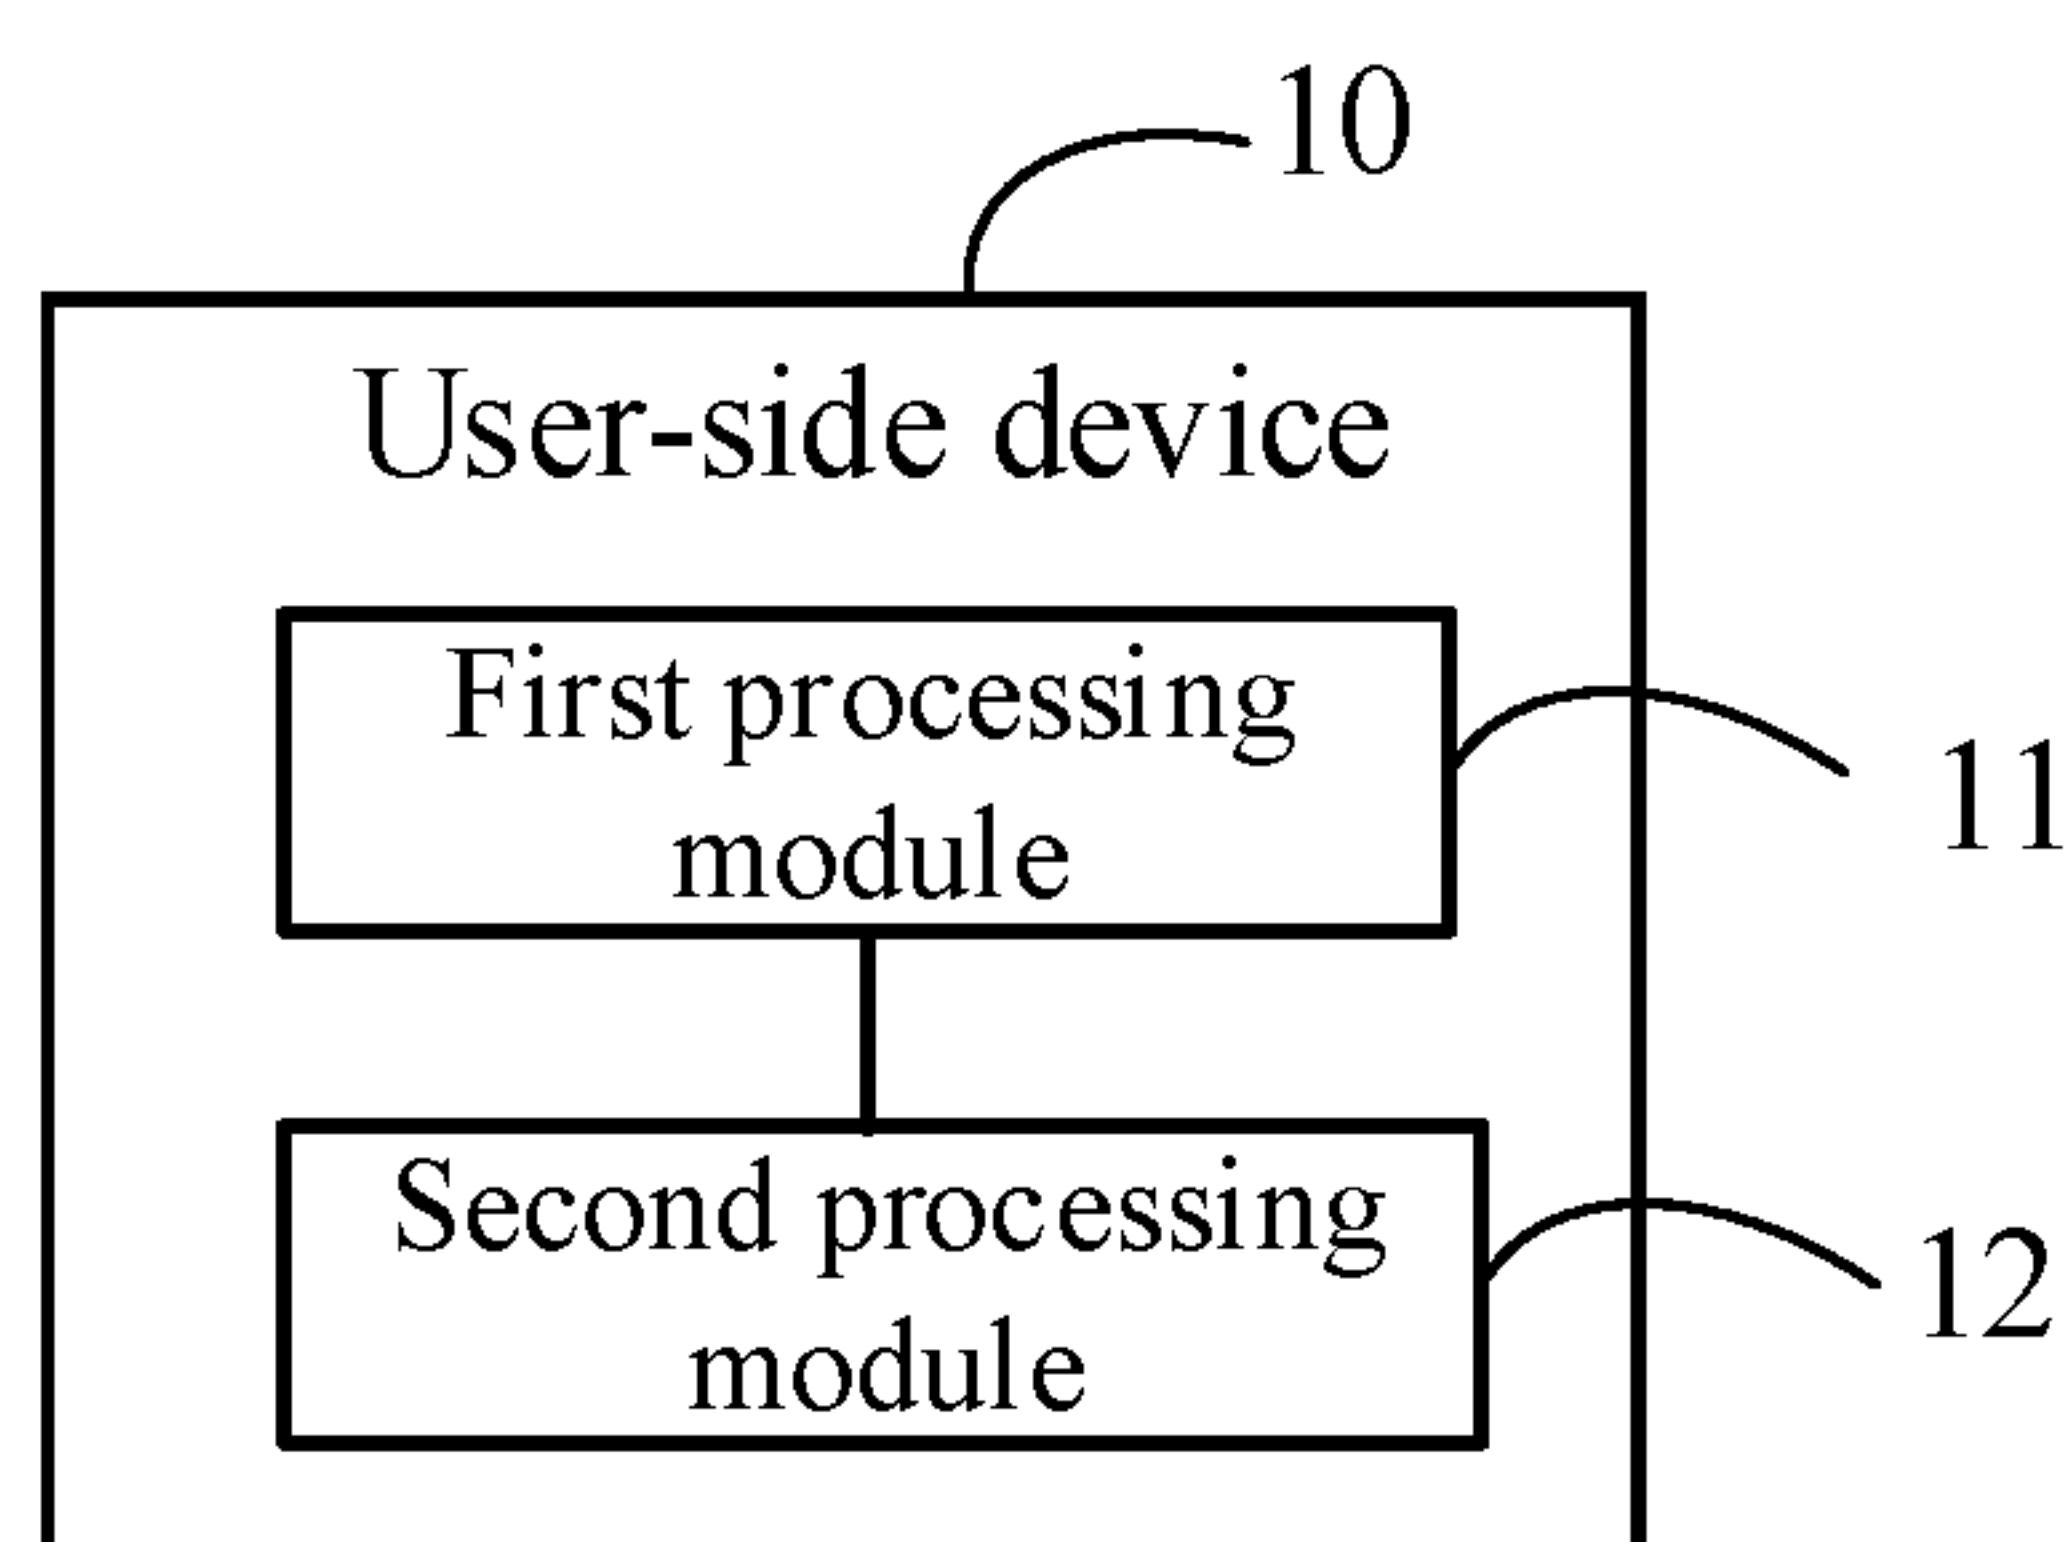 10
User-side device
First processing
module
11
Second processing
module
12